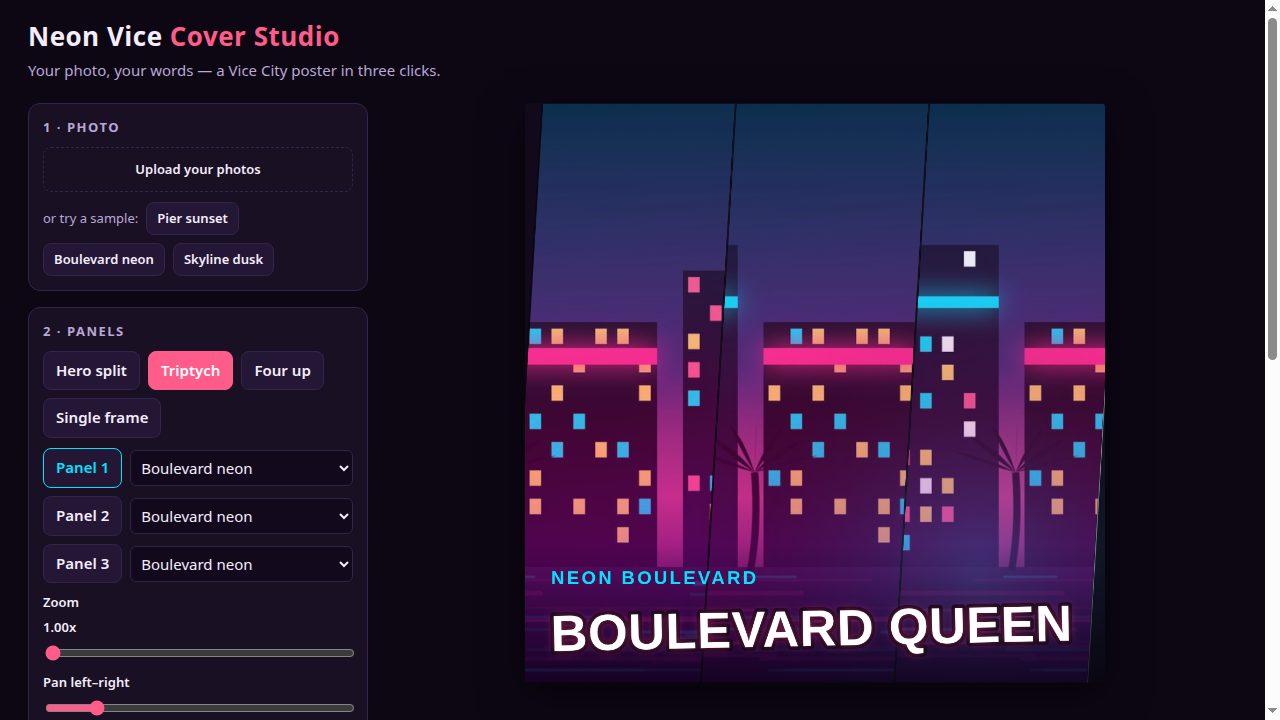 Neon Vice Cover Studio
Your photo, your words — a Vice City poster in three clicks.
1 · PHOTO
Upload your photos
or try a sample: Pier sunset
Boulevard neon Skyline dusk
2 · PANELS
Hero split Triptych Four up
Single frame
Panel 1 Boulevard neon
Panel 2 Boulevard neon
Panel 3 Boulevard neon
Zoom
1.00x
Pan left–right
NEON BOULEVARD
BOULEVARD QUEEN